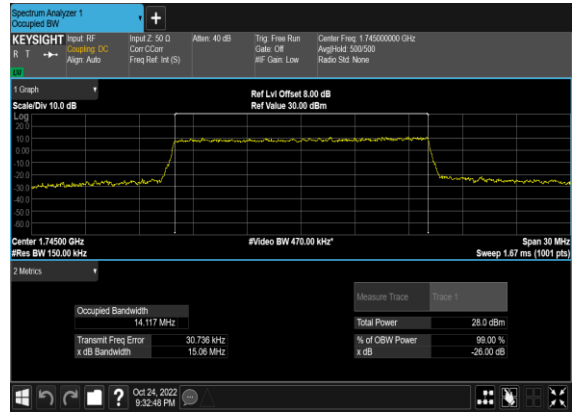 Spectrum Analyzer 1
Occupied BW
+
KEYSIGHT Input: RF Input Z: 50 Ω Atten: 40 dB Trig: Free Run Center Freq: 1.745000000 GHz
R T Coupling: DC Corr CCorr Gate: Off Avg|Hold: 500/500
Align: Auto Freq Ref: Int (S) #IF Gain: Low Radio Std: None
1 Graph
Ref Lvl Offset 8.00 dB
Scale/Div 10.0 dB Ref Value 30.00 dBm
Log
20.0
10.0
0.00
-10.0
-20.0
-30.0
-40.0
-50.0
-60.0
Center 1.74500 GHz #Video BW 470.00 kHz* Span 30 MHz
#Res BW 150.00 kHz Sweep 1.67 ms (1001 pts)
2 Metrics
Measure Trace Trace 1
Occupied Bandwidth
14.117 MHz Total Power 28.0 dBm
Transmit Freq Error 30.736 kHz % of OBW Power 99.00 %
x dB Bandwidth 15.06 MHz x dB -26.00 dB
? Oct 24, 2022
9:32:48 PM